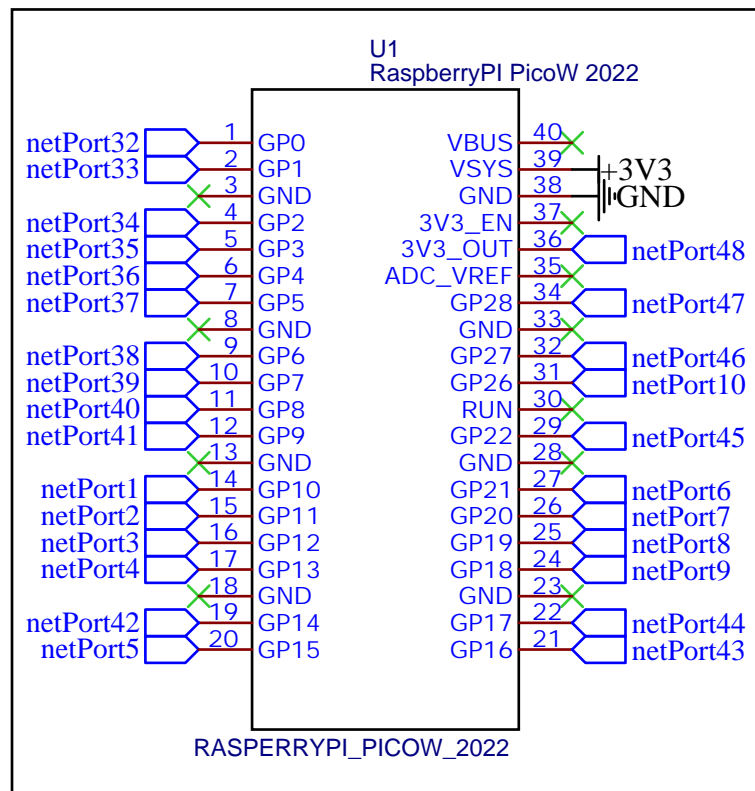 U1
RaspberryPI PicoW 2022
netPort32 1 GP0 VBUS 40
netPort33 2 GP1 VSYS 39 +3V3
3 GND GND 38 GND
netPort34 4 GP2 3V3_EN 37
netPort35 5 GP3 3V3_OUT 36 netPort48
netPort36 6 GP4 ADC_VREF 35
netPort37 7 GP5 GP28 34 netPort47
8 GND GND 33
netPort38 9 GP6 GP27 32 netPort46
netPort39 10 GP7 GP26 31 netPort10
netPort40 11 GP8 RUN 30
netPort41 12 GP9 GP22 29 netPort45
13 GND GND 28
netPort1 14 GP10 GP21 27 netPort6
netPort2 15 GP11 GP20 26 netPort7
netPort3 16 GP12 GP19 25 netPort8
netPort4 17 GP13 GP18 24 netPort9
18 GND GND 23
netPort42 19 GP14 GP17 22 netPort44
netPort5 20 GP15 GP16 21 netPort43
RASPERRYPI_PICOW_2022